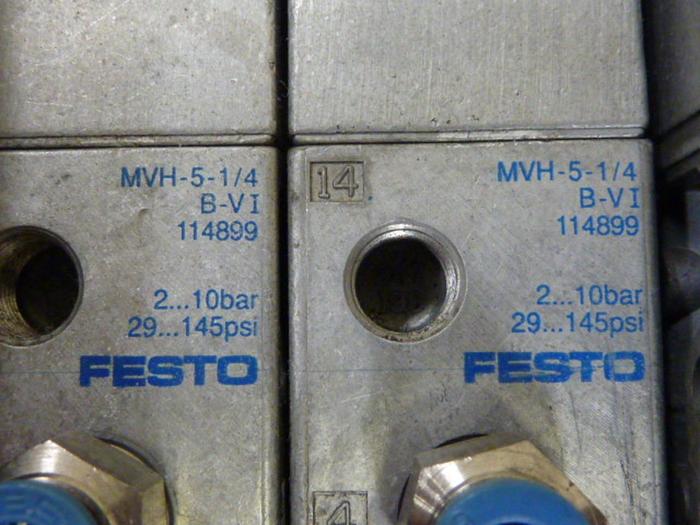 MVH-5-1/4
B-VI
114899
2...10bar
29...145psi
FESTO
14
MVH-5-1/4
B-VI
114899
2...10bar
29...145psi
FESTO
4